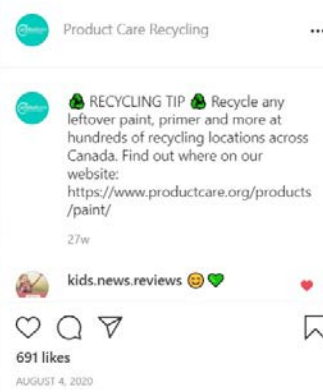 Product Care Recycling
RECYCLING TIP Recycle any
leftover paint, primer and more at
hundreds of recycling locations across
Canada. Find out where on our
website:
https://www.productcare.org/products
/paint/
27w
kids.news.reviews
691 likes
AUGUST 4, 2020